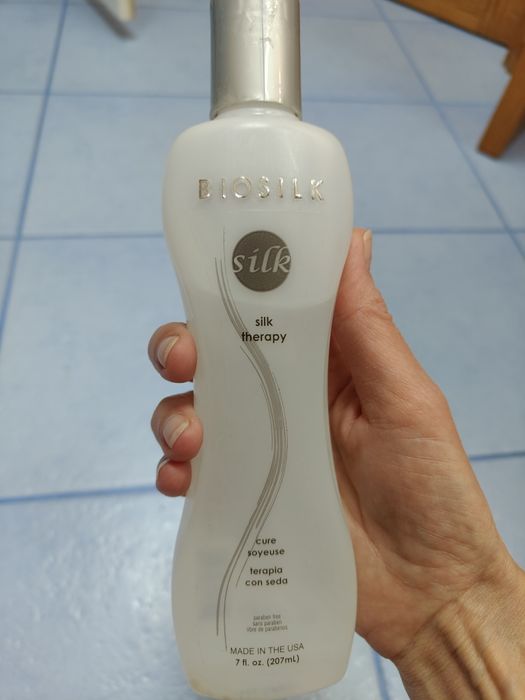 BIOSILK
silk
silk
therapy
cure
soyeuse
terapia
con seda
paraben free
sans paraben
libre de parabenos
MADE IN THE USA
7 fl. oz. (207mL)